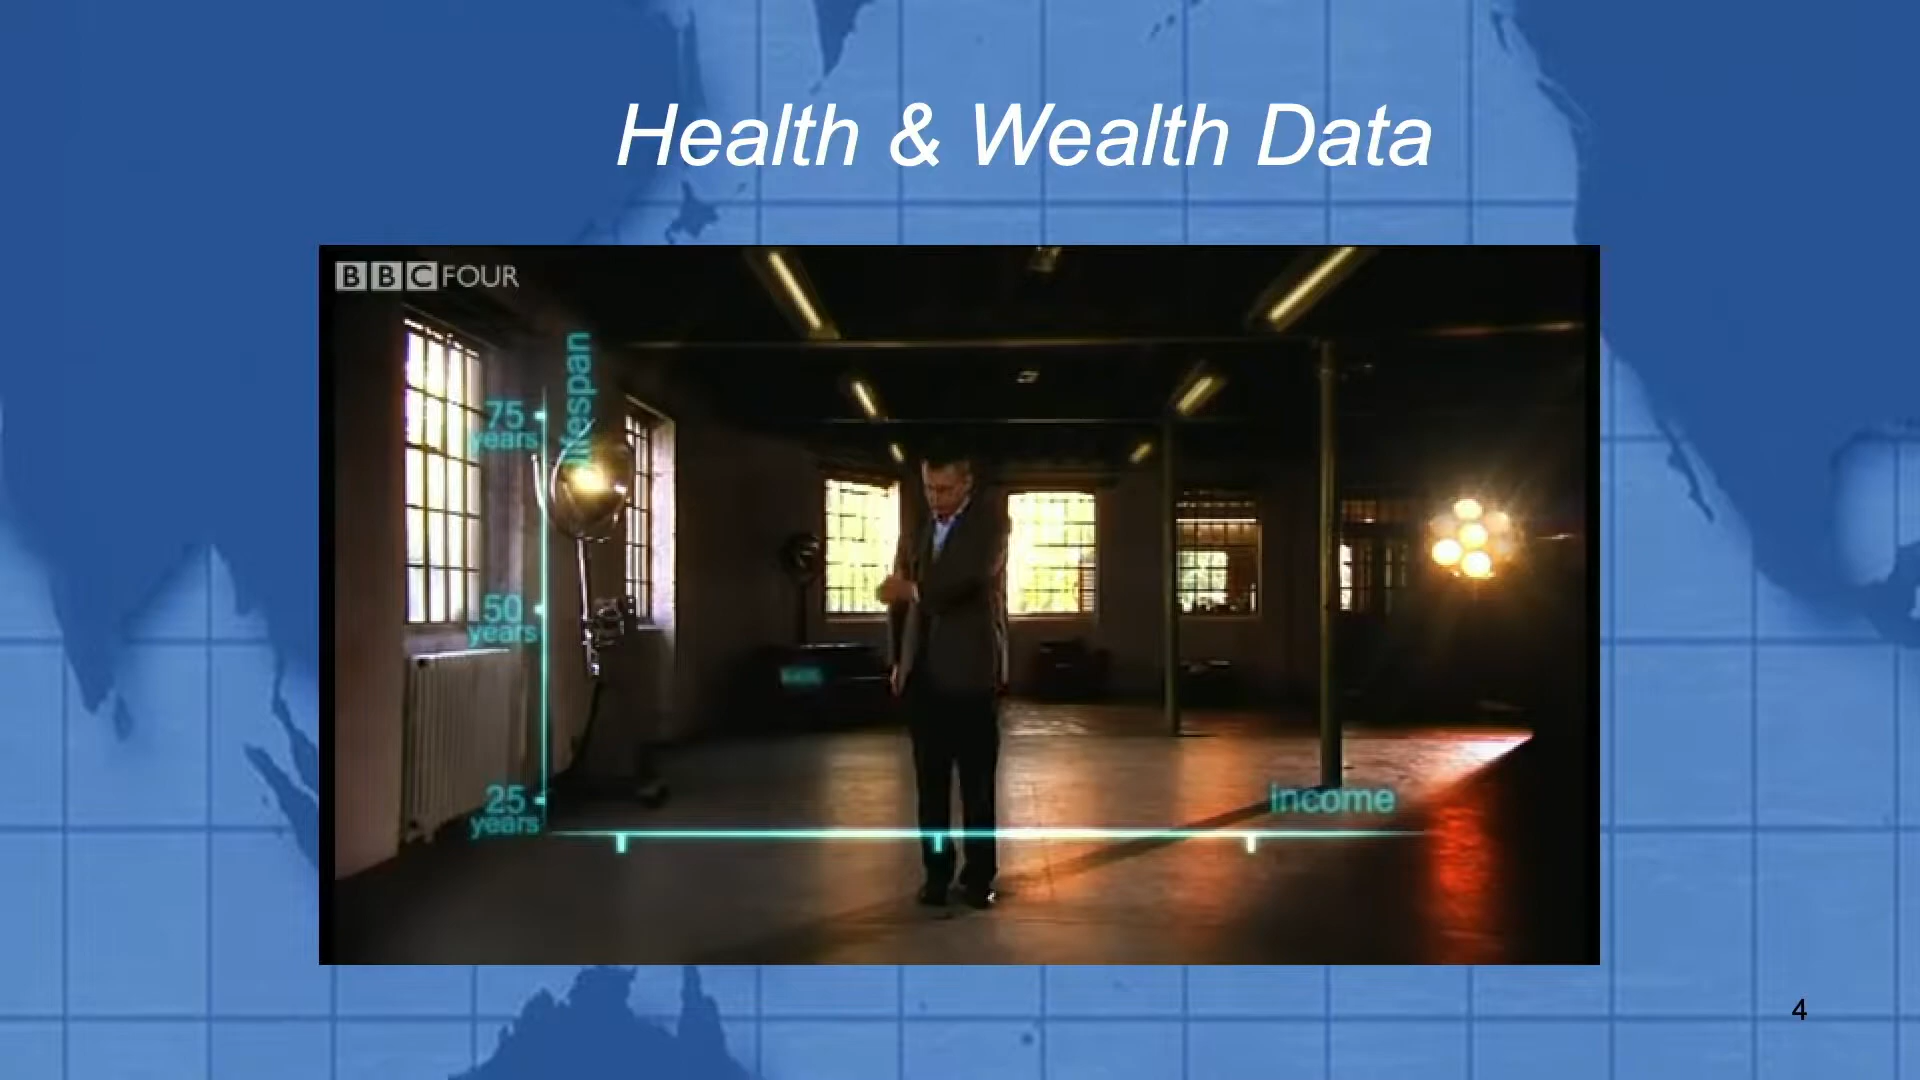 Health & Wealth Data
BBC FOUR
lifespan
75
years
50
years
25
years
income
4